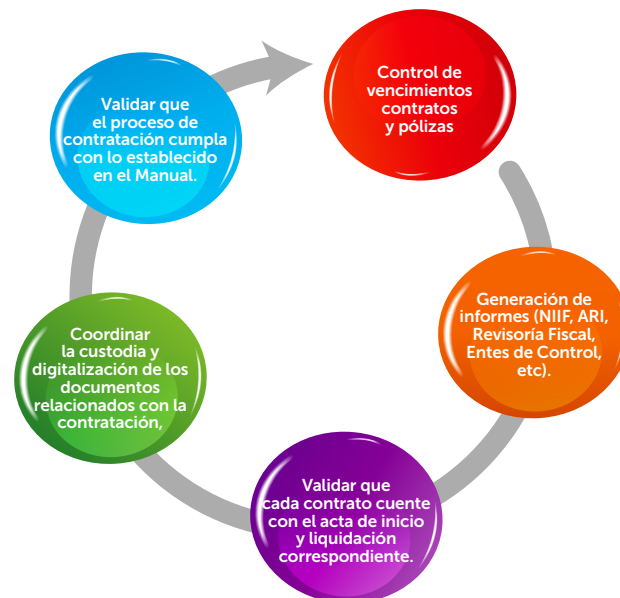 Control de
vencimientos
contratos
y pólizas
Generación de
informes (NIIF, ARI,
Revisoría Fiscal,
Entes de Control,
etc).
Validar que
cada contrato cuente
con el acta de inicio
y liquidación
correspondiente.
Coordinar
la custodia y
digitalización de los
documentos
relacionados con la
contratación,
Validar que
el proceso de
contratación cumpla
con lo establecido
en el Manual.